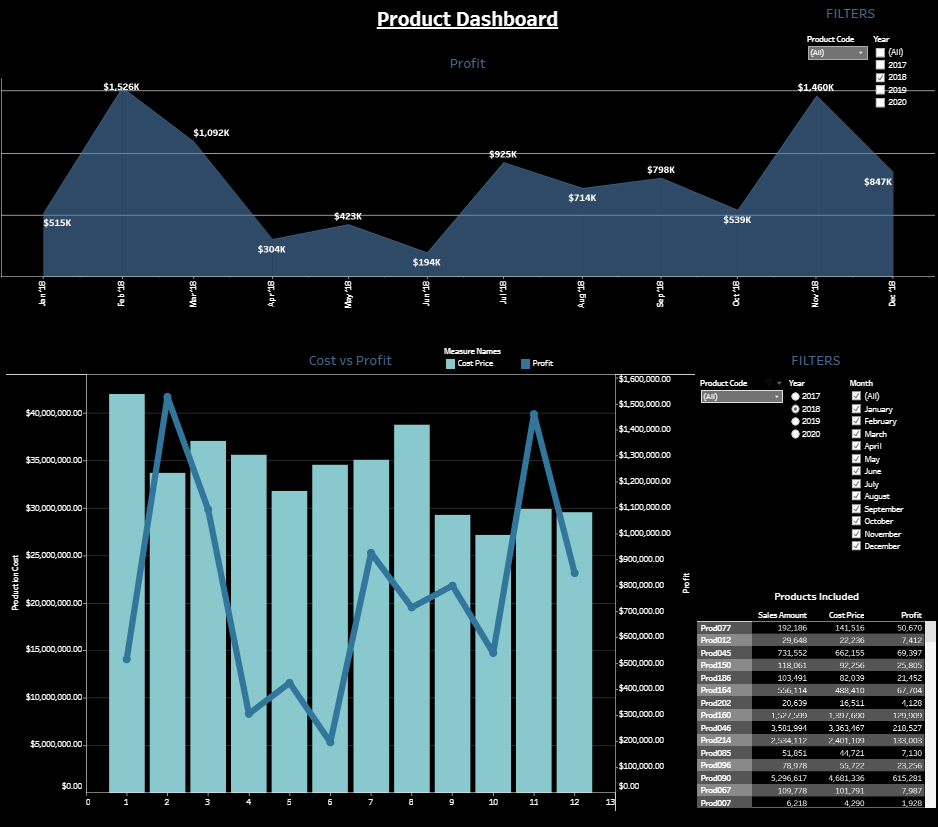 Product Dashboard
FILTERS
Product Code
Year
(All)
(All)
2017
2018
2019
2020
Profit
$1,526K
$1,460K
$1,092K
$925K
$798K
$847K
$714K
$515K
$423K
$539K
$304K
$194K
Jan '18
Feb '18
Mar '18
Apr '18
May '18
Jun '18
Jul '18
Aug '18
Sep '18
Oct '18
Nov '18
Dec '18
Cost vs Profit
Measure Names
Cost Price
Profit
Production Cost
$40,000,000.00
$35,000,000.00
$30,000,000.00
$25,000,000.00
$20,000,000.00
$15,000,000.00
$10,000,000.00
$5,000,000.00
$0.00
$1,600,000.00
$1,500,000.00
$1,400,000.00
$1,300,000.00
$1,200,000.00
$1,100,000.00
$1,000,000.00
$900,000.00
$800,000.00
$700,000.00
$600,000.00
$500,000.00
$400,000.00
$300,000.00
$200,000.00
$100,000.00
$0.00
Profit
0 1 2 3 4 5 6 7 8 9 10 11 12 13
FILTERS
Product Code
(All)
Year
2017
2018
2019
2020
Month
(All)
January
February
March
April
May
June
July
August
September
October
November
December
Products Included
Sales Amount Cost Price Profit
Prod077 192,186 141,516 50,670
Prod012 29,648 22,236 7,412
Prod045 731,552 662,155 69,397
Prod150 118,061 92,256 25,805
Prod186 103,491 82,039 21,452
Prod164 556,114 488,410 67,704
Prod202 20,639 16,511 4,128
Prod160 1,527,599 1,397,690 129,909
Prod046 3,581,994 3,363,467 218,527
Prod214 2,534,112 2,401,109 133,003
Prod085 51,851 44,721 7,130
Prod096 78,978 55,722 23,256
Prod090 5,296,617 4,681,336 615,281
Prod067 109,778 101,791 7,987
Prod007 6,218 4,290 1,928